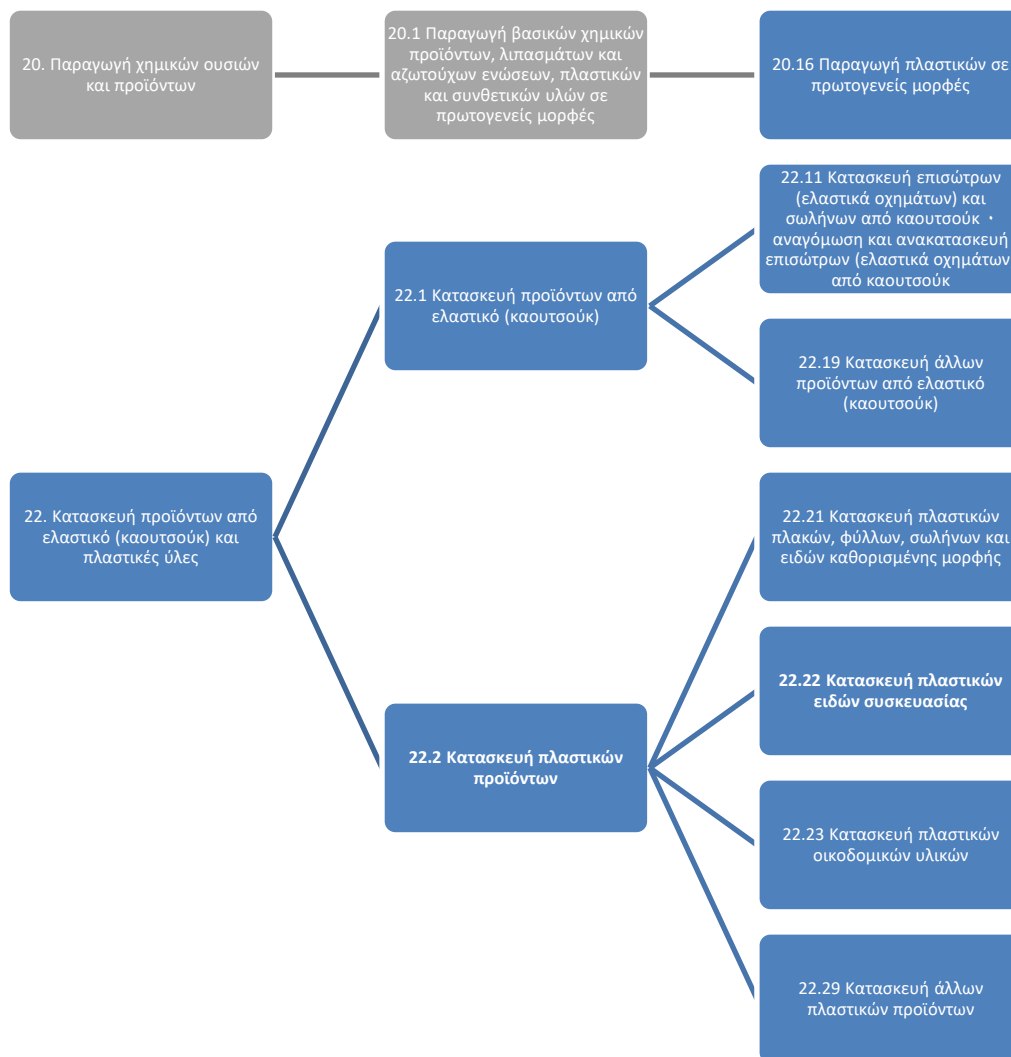 20. Παραγωγή χημικών ουσιών
και προϊόντων
20.1 Παραγωγή βασικών χημικών
προϊόντων, λιπασμάτων και
αζωτούχων ενώσεων, πλαστικών
και συνθετικών υλών σε
πρωτογενείς μορφές
20.16 Παραγωγή πλαστικών σε
πρωτογενείς μορφές
22.11 Κατασκευή επισώτρων
(ελαστικά οχημάτων) και
σωλήνων από καουτσούκ ·
αναγόμωση και ανακατασκευή
επισώτρων (ελαστικά οχημάτων
από καουτσούκ
22.1 Κατασκευή προϊόντων από
ελαστικό (καουτσούκ)
22.19 Κατασκευή άλλων
προϊόντων από ελαστικό
(καουτσούκ)
22. Κατασκευή προϊόντων από
ελαστικό (καουτσούκ) και
πλαστικές ύλες
22.21 Κατασκευή πλαστικών
πλακών, φύλλων, σωλήνων και
ειδών καθορισμένης μορφής
22.22 Κατασκευή πλαστικών
ειδών συσκευασίας
22.2 Κατασκευή πλαστικών
προϊόντων
22.23 Κατασκευή πλαστικών
οικοδομικών υλικών
22.29 Κατασκευή άλλων
πλαστικών προϊόντων